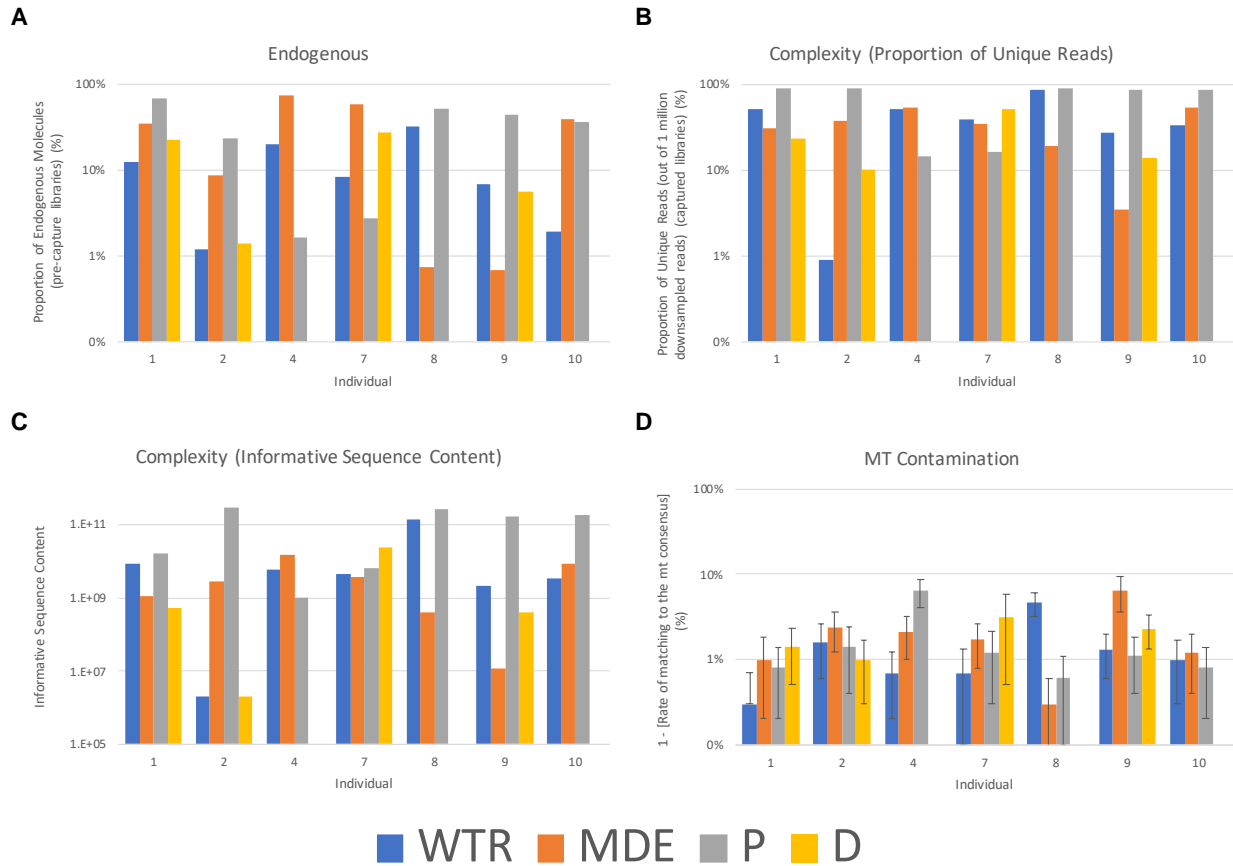 A
Endogenous
Proportion of Endogenous Molecules
(pre-capture libraries) (%)
100%
10%
1%
0%
1 2 4 7 8 9 10
Individual
B
Complexity (Proportion of Unique Reads)
Proportion of Unique Reads (out of 1 million
downsampled reads) (captured libraries) (%)
100%
10%
1%
0%
1 2 4 7 8 9 10
Individual
C
Complexity (Informative Sequence Content)
Informative Sequence Content
1.E+11
1.E+09
1.E+07
1.E+05
1 2 4 7 8 9 10
Individual
D
MT Contamination
1 - [Rate of matching to the mt consensus]
(%)
100%
10%
1%
0%
1 2 4 7 8 9 10
Individual
WTR MDE P D